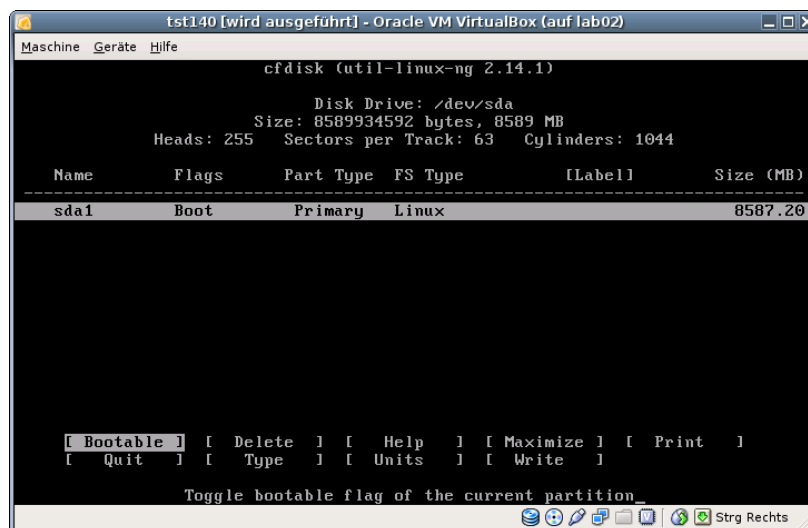 tst140 [wird ausgeführt] - Oracle VM VirtualBox (auf lab02)
Maschine Geräte Hilfe
cfdisk (util-linux-ng 2.14.1)
Disk Drive: /dev/sda
Size: 8589934592 bytes, 8589 MB
Heads: 255 Sectors per Track: 63 Cylinders: 1044
Name Flags Part Type FS Type [Label] Size (MB)
------------------------------------------------------------------------------
sda1 Boot Primary Linux 8587.20
[ Bootable ] [ Delete ] [ Help ] [ Maximize ] [ Print ]
[ Quit ] [ Type ] [ Units ] [ Write ]
Toggle bootable flag of the current partition_
Strg Rechts